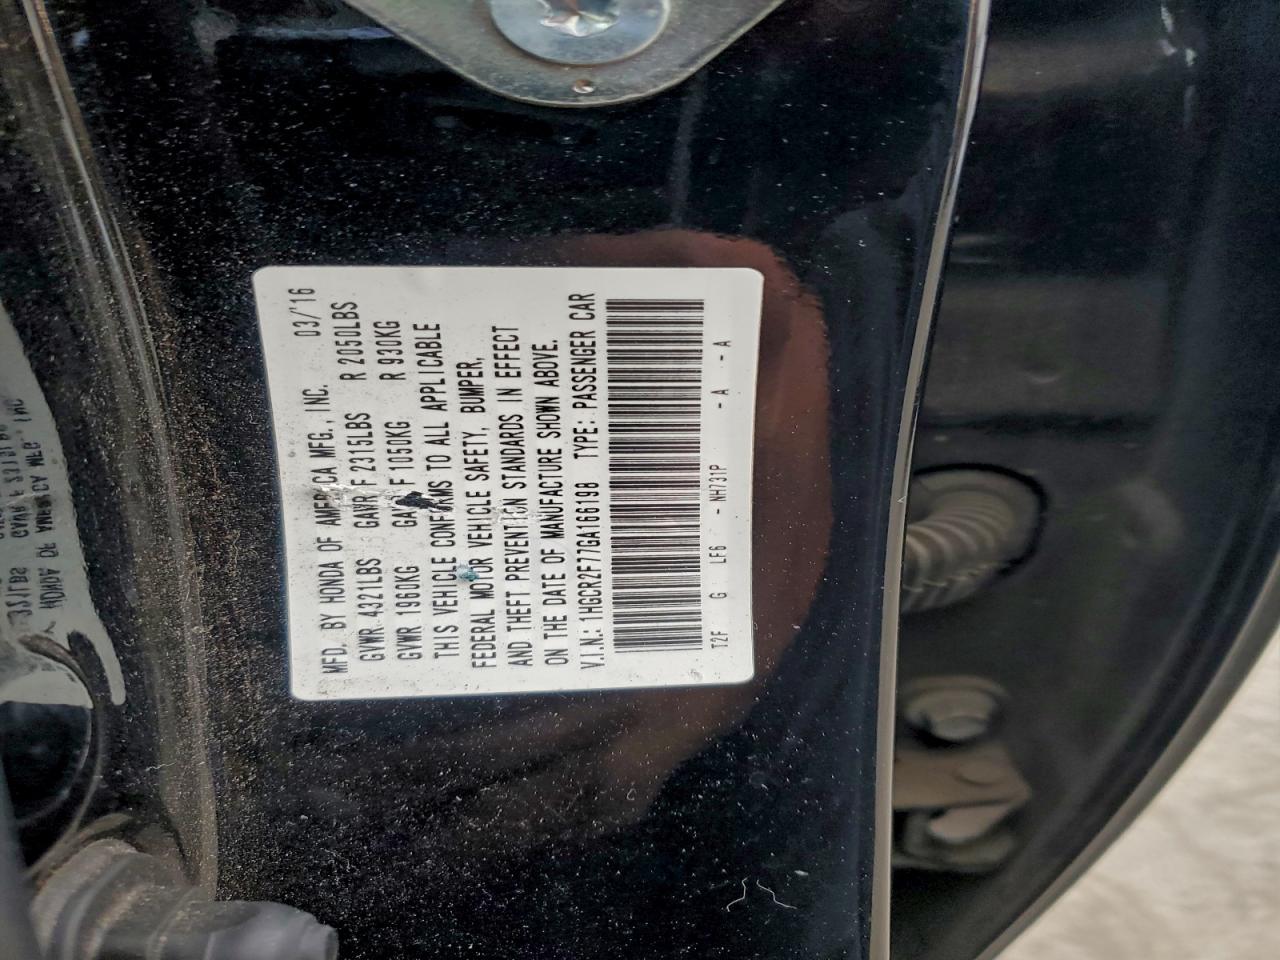 MFD. BY HONDA OF AMERICA MFG., INC. 03/'16
GVWR 4321LBS GAWR F 2315LBS R 2050LBS
GVWR 1960KG GAWR F 1050KG R 930KG
THIS VEHICLE CONFORMS TO ALL APPLICABLE
FEDERAL MOTOR VEHICLE SAFETY, BUMPER,
AND THEFT PREVENTION STANDARDS IN EFFECT
ON THE DATE OF MANUFACTURE SHOWN ABOVE.
V.I.N.: 1HGCR2F77GA166198 TYPE: PASSENGER CAR
T2F G LF6 - NH731P - A - A